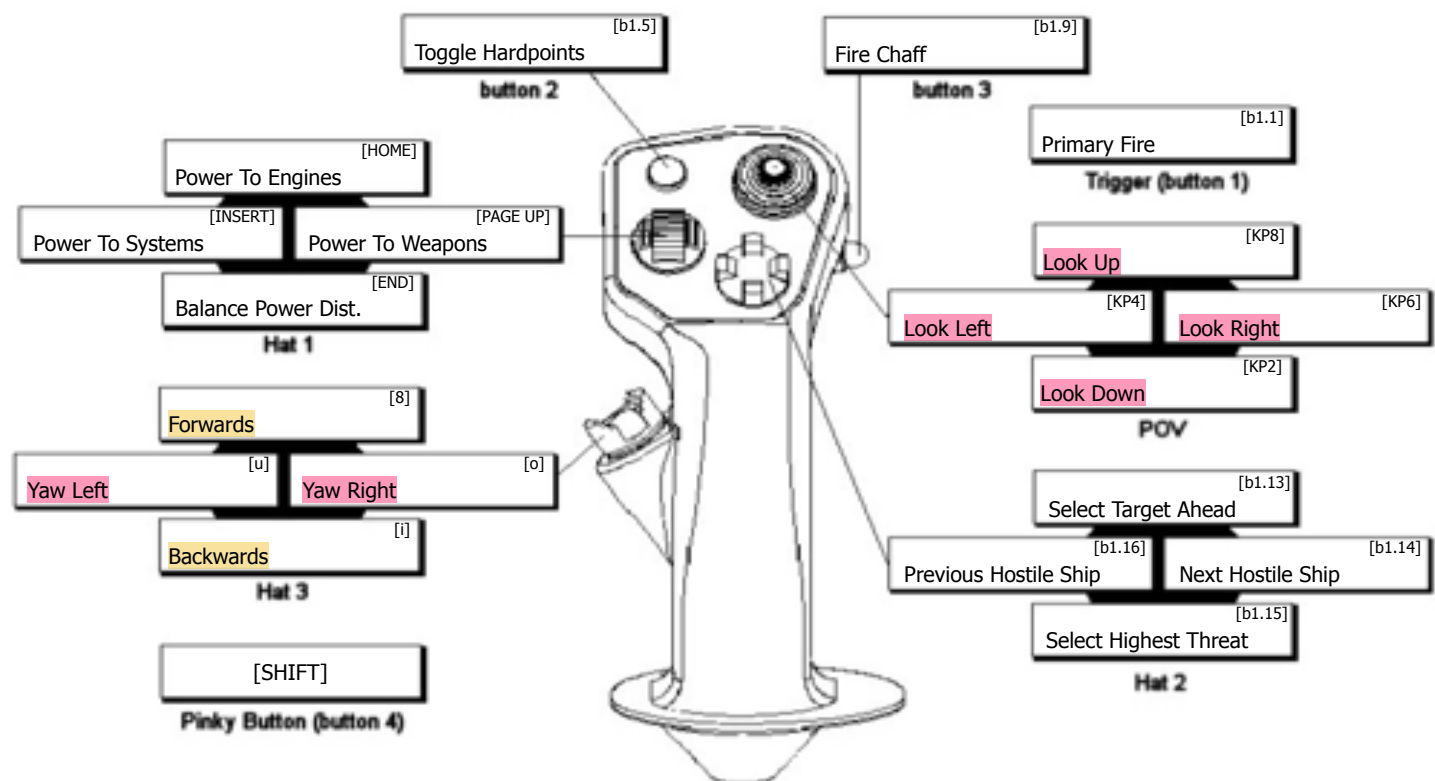 [b1.5]
Toggle Hardpoints
button 2
[b1.9]
Fire Chaff
button 3
[b1.1]
Primary Fire
Trigger (button 1)
[HOME]
Power To Engines
[INSERT]
Power To Systems
[PAGE UP]
Power To Weapons
[END]
Balance Power Dist.
Hat 1
[KP8]
Look Up
[KP4]
Look Left
[KP6]
Look Right
[KP2]
Look Down
POV
[8]
Forwards
[u]
Yaw Left
[o]
Yaw Right
[i]
Backwards
Hat 3
[b1.13]
Select Target Ahead
[b1.16]
Previous Hostile Ship
[b1.14]
Next Hostile Ship
[b1.15]
Select Highest Threat
Hat 2
[SHIFT]
Pinky Button (button 4)